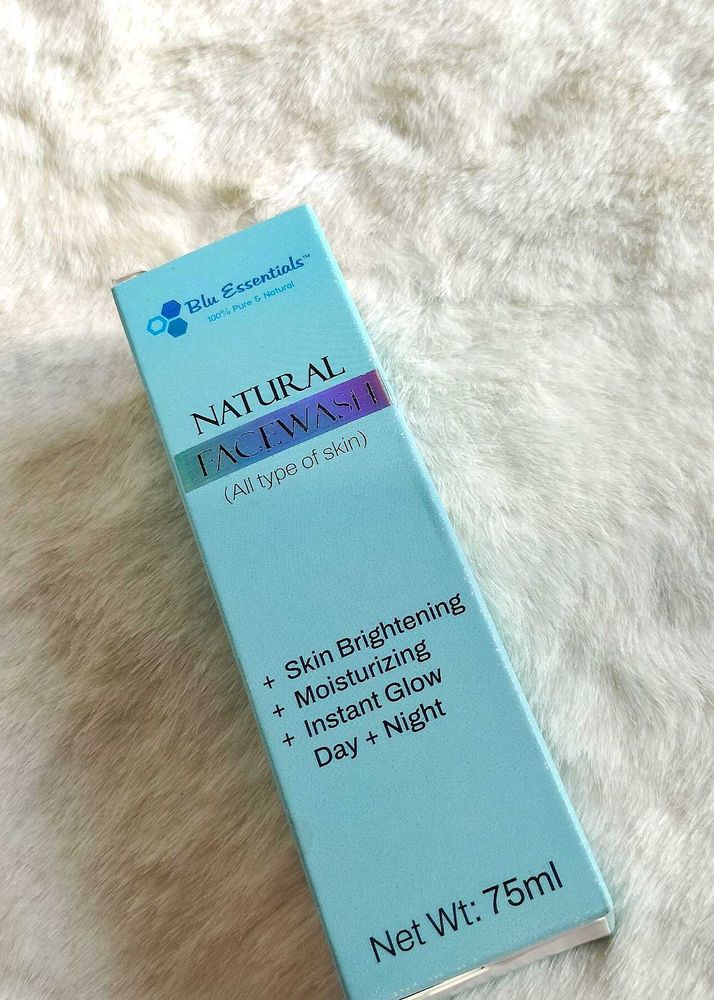 Blu Essentials™
100% Pure & Natural
NATURAL
FACEWASH
(All type of skin)
+ Skin Brightening
+ Moisturizing
+ Instant Glow
Day + Night
Net Wt: 75ml